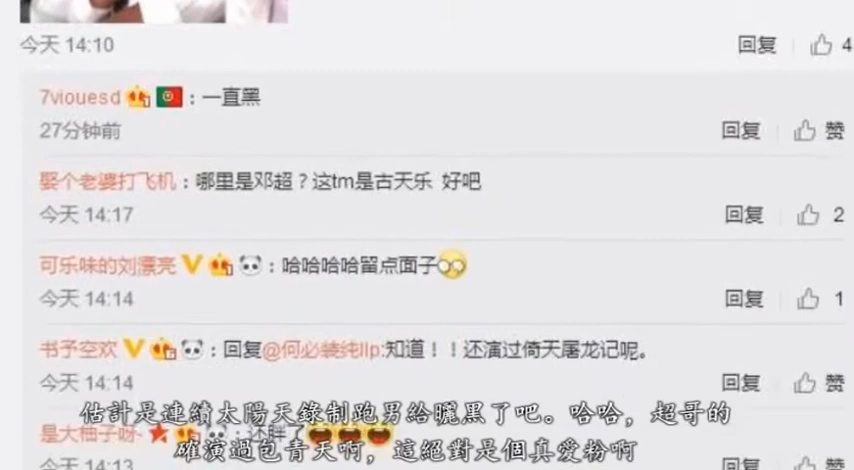 今天 14:10
回复 4
7viouesd：一直黑
27分钟前
回复 赞
娶个老婆打飞机：哪里是邓超？这tm是古天乐 好吧
今天 14:17
回复 2
可乐味的刘漂亮：哈哈哈哈留点面子
今天 14:14
回复 1
书予空欢：回复@何必装纯llp:知道！！还演过倚天屠龙记呢。
今天 14:14
回复 赞
是大柚子呀：还胖了
今天 14:13
估計是連續太陽天錄制跑男給曬黑了吧。哈哈，超哥的
確演過包青天啊，這絕對是個真愛粉啊